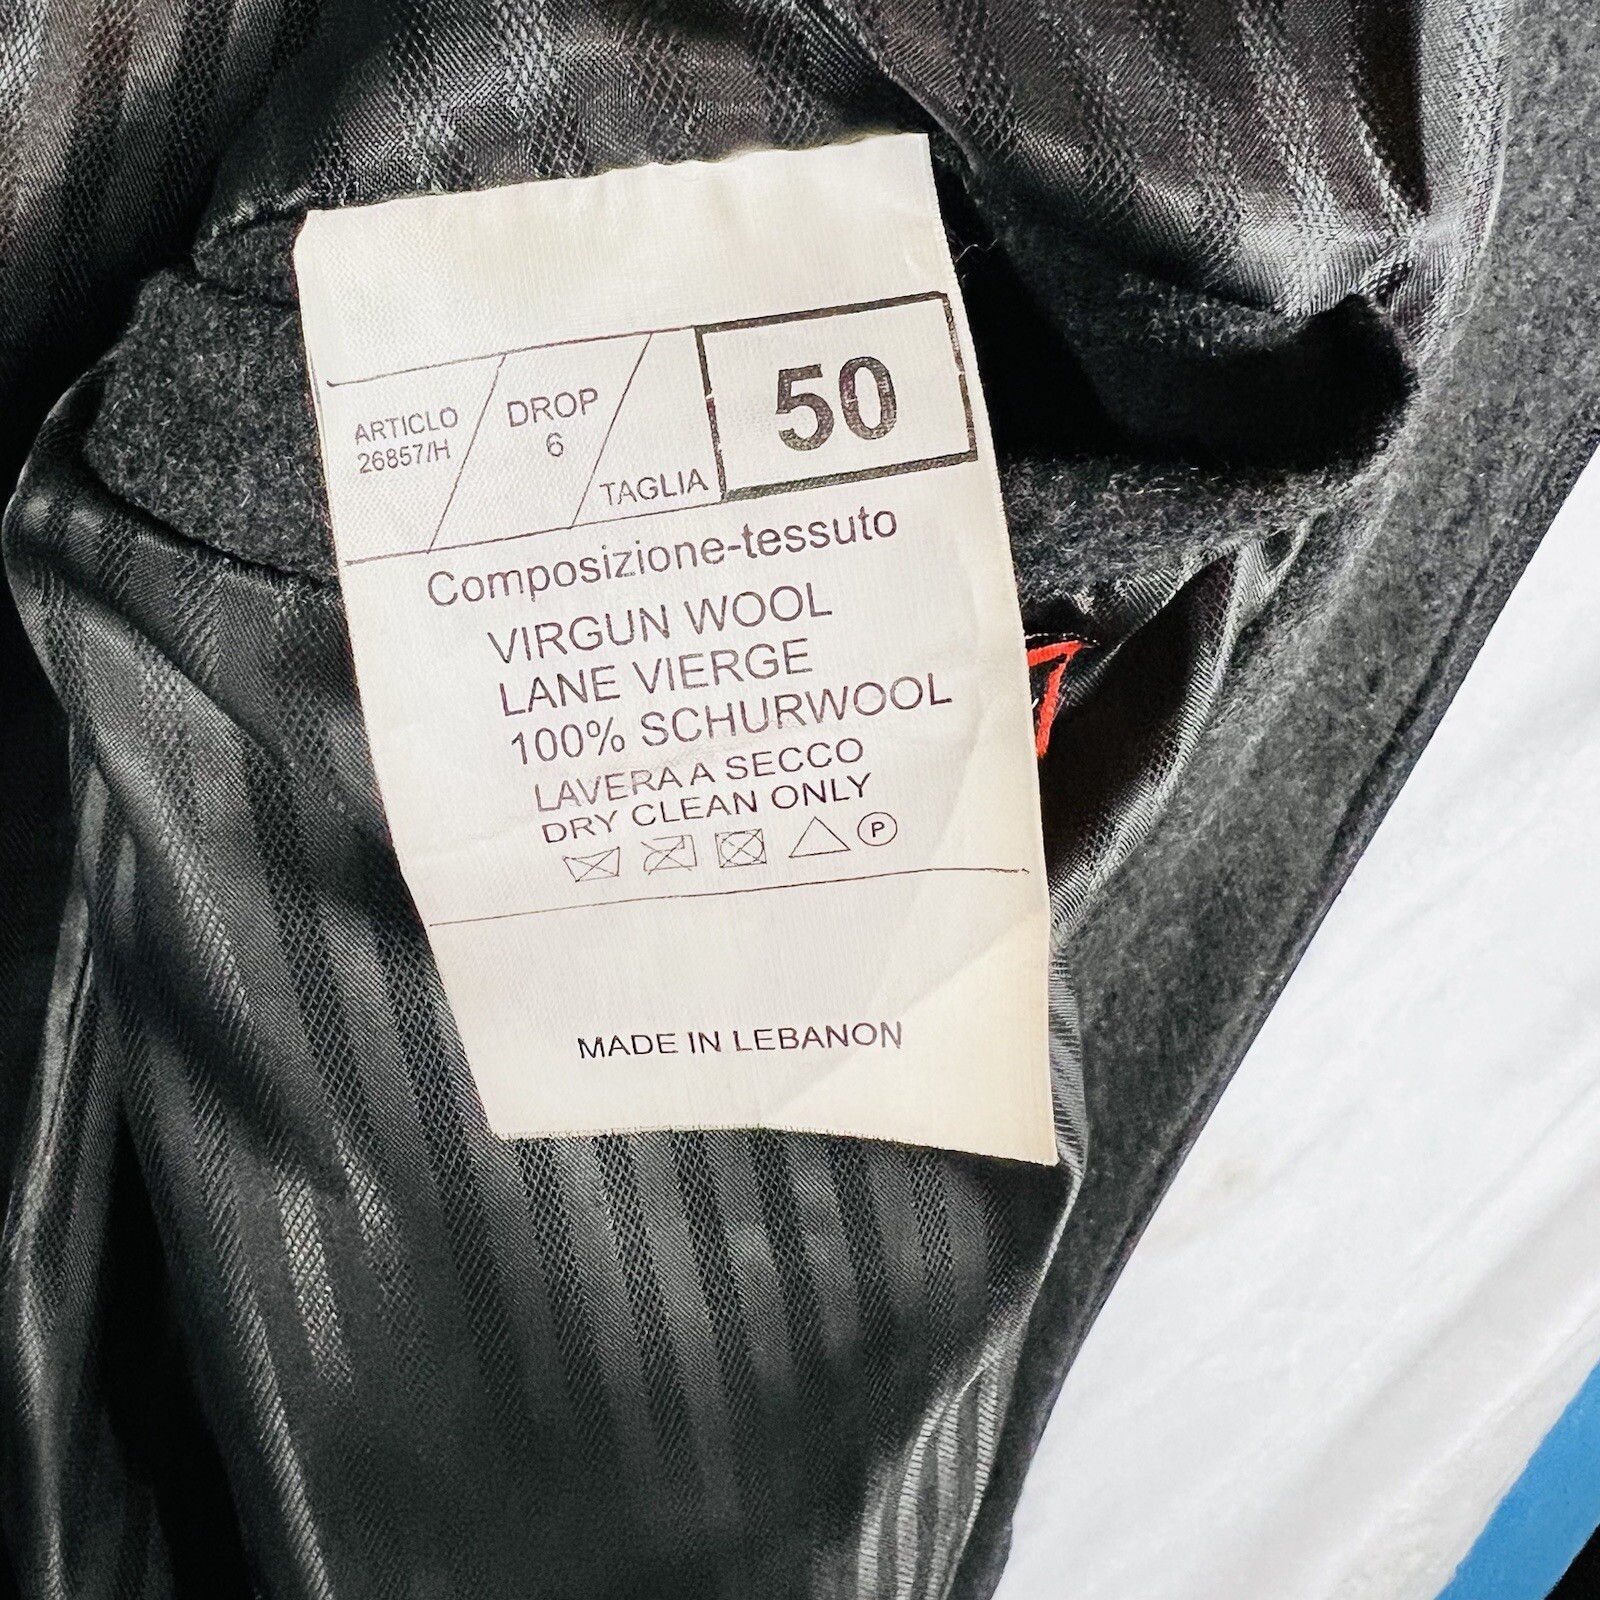 ARTICLO
26857/H
DROP
6
TAGLIA
50
Composizione-tessuto
VIRGUN WOOL
LANE VIERGE
100% SCHURWOOL
LAVERA A SECCO
DRY CLEAN ONLY
P
MADE IN LEBANON